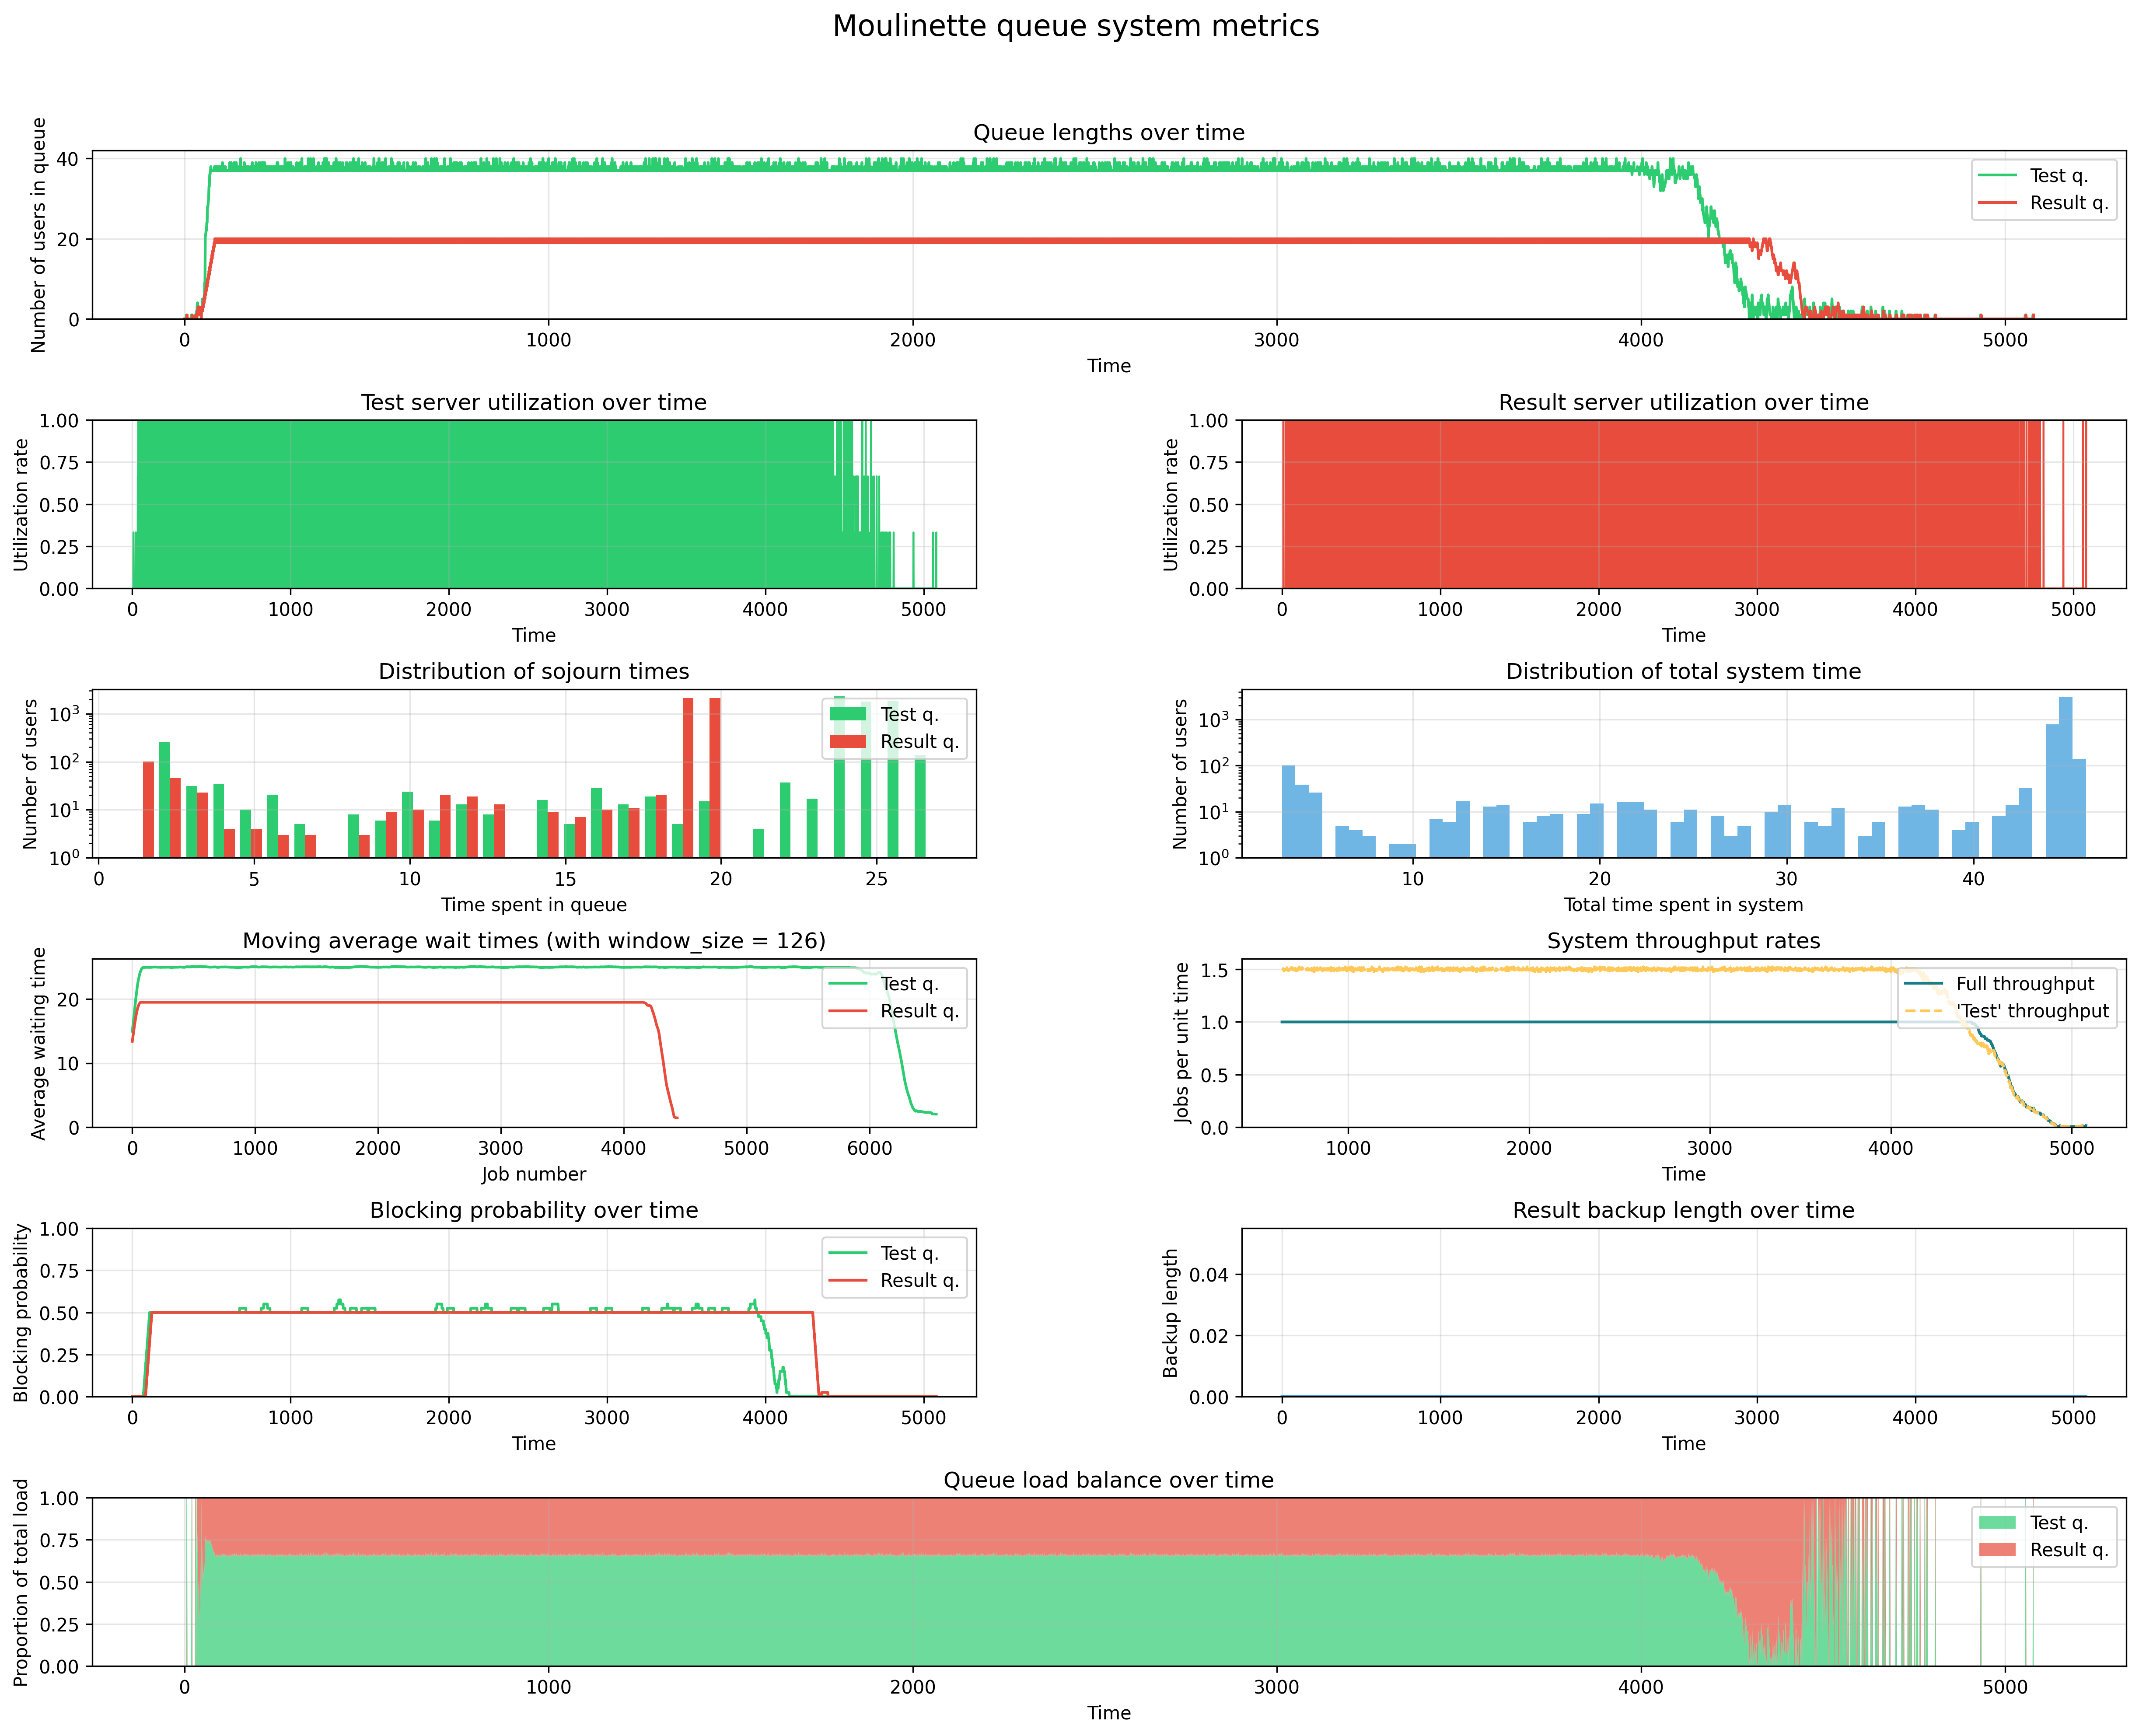 Moulinette queue system metrics
Queue lengths over time
Number of users in queue
40
20
0
Test q.
Result q.
0 1000 2000 3000 4000 5000
Time
Test server utilization over time
Utilization rate
1.00
0.75
0.50
0.25
0.00
0 1000 2000 3000 4000 5000
Time
Result server utilization over time
Utilization rate
1.00
0.75
0.50
0.25
0.00
0 1000 2000 3000 4000 5000
Time
Distribution of sojourn times
Number of users
10³
10²
10¹
10⁰
Test q.
Result q.
0 5 10 15 20 25
Time spent in queue
Distribution of total system time
Number of users
10³
10²
10¹
10⁰
10 20 30 40
Total time spent in system
Moving average wait times (with window_size = 126)
Average waiting time
20
10
0
Test q.
Result q.
0 1000 2000 3000 4000 5000 6000
Job number
System throughput rates
Jobs per unit time
1.5
1.0
0.5
0.0
Full throughput
'Test' throughput
1000 2000 3000 4000 5000
Time
Blocking probability over time
Blocking probability
1.00
0.75
0.50
0.25
0.00
Test q.
Result q.
0 1000 2000 3000 4000 5000
Time
Result backup length over time
Backup length
0.04
0.02
0.00
0 1000 2000 3000 4000 5000
Time
Queue load balance over time
Proportion of total load
1.00
0.75
0.50
0.25
0.00
Test q.
Result q.
0 1000 2000 3000 4000 5000
Time